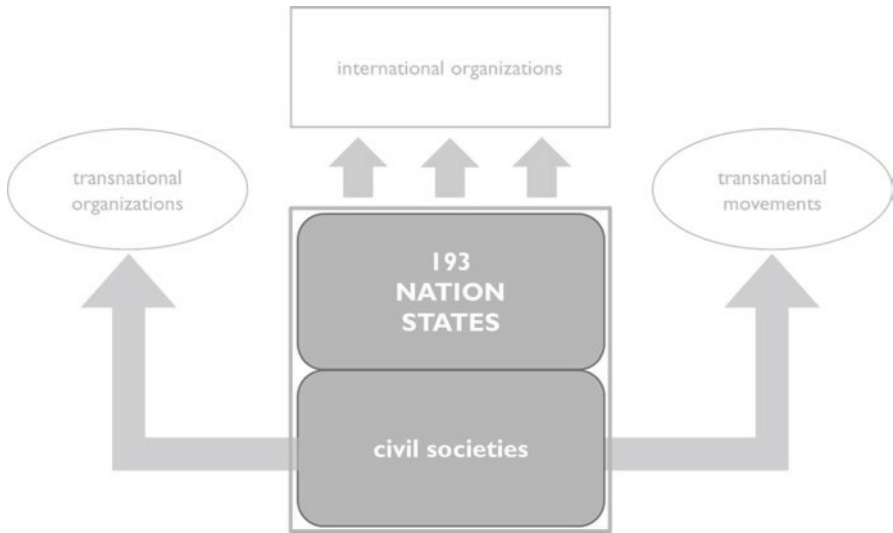 international organizations
transnational
organizations
transnational
movements
193
NATION
STATES
civil societies